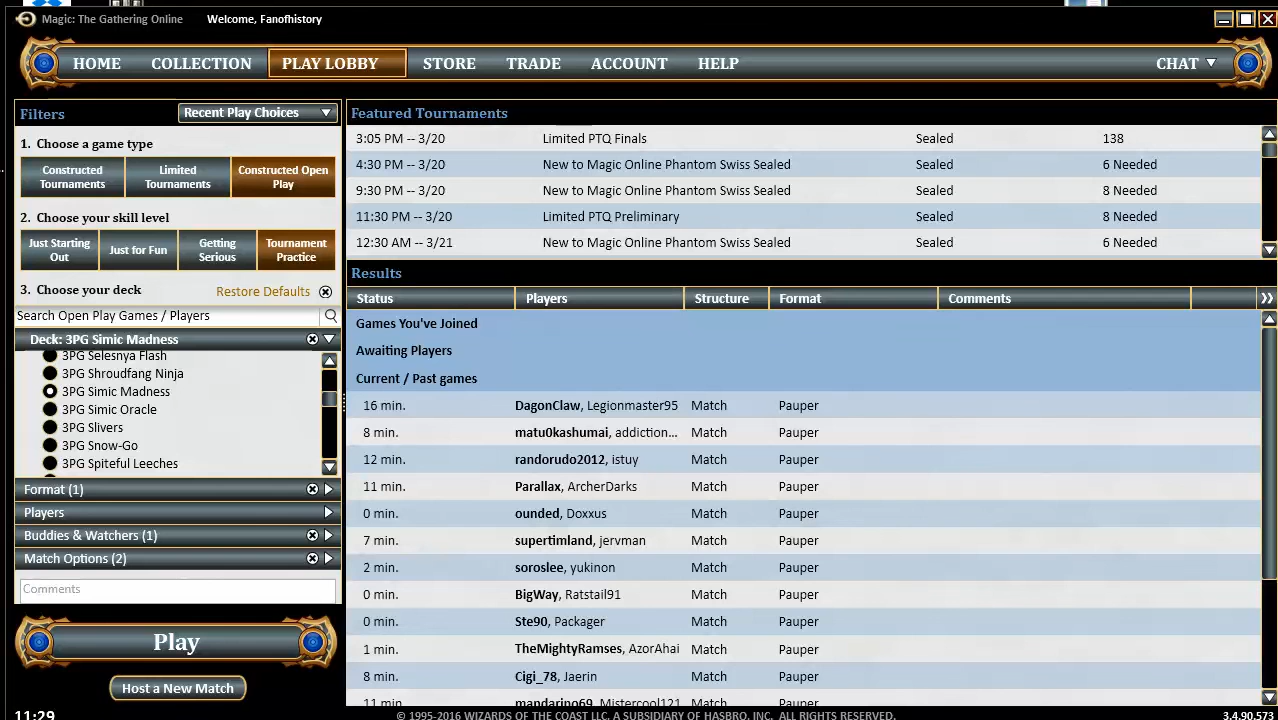 Magic: The Gathering Online Welcome, Fanofhistory
HOME COLLECTION PLAY LOBBY STORE TRADE ACCOUNT HELP CHAT
Filters Recent Play Choices
1. Choose a game type
Constructed Tournaments Limited Tournaments Constructed Open Play
2. Choose your skill level
Just Starting Out Just for Fun Getting Serious Tournament Practice
3. Choose your deck Restore Defaults
Search Open Play Games / Players
Deck: 3PG Simic Madness
3PG Selesnya Flash
3PG Shroudfang Ninja
3PG Simic Madness
3PG Simic Oracle
3PG Slivers
3PG Snow-Go
3PG Spiteful Leeches
Format (1)
Players
Buddies & Watchers (1)
Match Options (2)
Comments
Play
Host a New Match
11:29
Featured Tournaments
3:05 PM -- 3/20 Limited PTQ Finals Sealed 138
4:30 PM -- 3/20 New to Magic Online Phantom Swiss Sealed Sealed 6 Needed
9:30 PM -- 3/20 New to Magic Online Phantom Swiss Sealed Sealed 8 Needed
11:30 PM -- 3/20 Limited PTQ Preliminary Sealed 8 Needed
12:30 AM -- 3/21 New to Magic Online Phantom Swiss Sealed Sealed 6 Needed
Results
Status Players Structure Format Comments
Games You've Joined
Awaiting Players
Current / Past games
16 min. DagonClaw, Legionmaster95 Match Pauper
8 min. matu0kashumai, addiction... Match Pauper
12 min. randorudo2012, istuy Match Pauper
11 min. Parallax, ArcherDarks Match Pauper
0 min. ounded, Doxxus Match Pauper
7 min. supertimland, jervman Match Pauper
2 min. soroslee, yukinon Match Pauper
0 min. BigWay, Ratstail91 Match Pauper
0 min. Ste90, Packager Match Pauper
1 min. TheMightyRamses, AzorAhai Match Pauper
8 min. Cigi_78, Jaerin Match Pauper
11 min. mandarino69, Mistercool121 Match Pauper
© 1995-2016 WIZARDS OF THE COAST LLC, A SUBSIDIARY OF HASBRO, INC. ALL RIGHTS RESERVED. 3.4.90.573